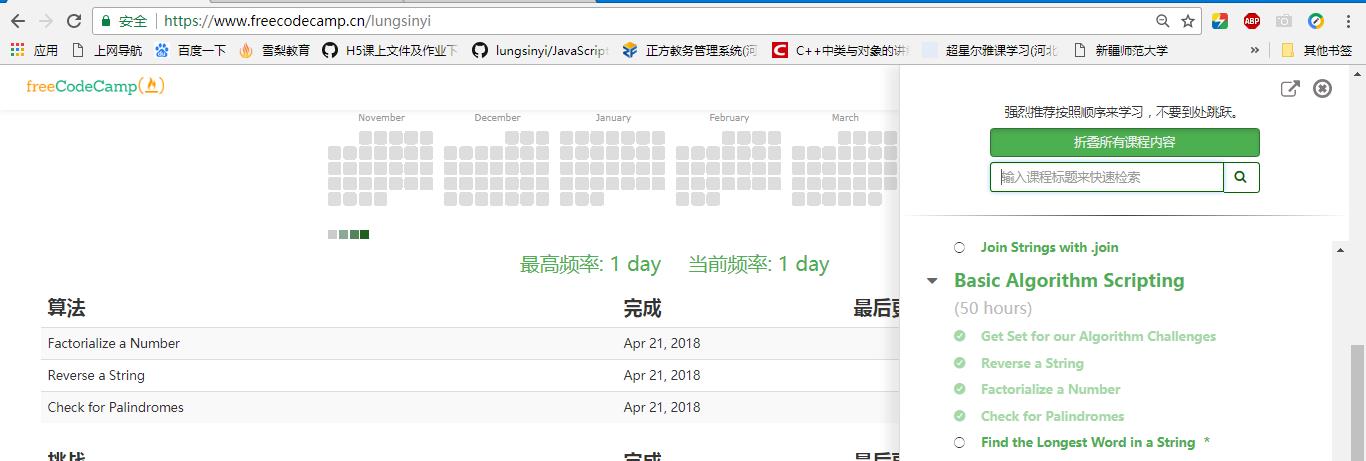 安全 https://www.freecodecamp.cn/lungsinyi
ABP
应用 上网导航 百度一下 雪梨教育 H5课上文件及作业下 lungsinyi/JavaScript 正方教务管理系统(河 C++中类与对象的讲 超星尔雅课学习(河北 新疆师范大学 » 其他书签
freeCodeCamp
强烈推荐按照顺序来学习，不要到处跳跃。
折叠所有课程内容
输入课程标题来快速检索
November December January February March
最高频率: 1 day 当前频率: 1 day
算法 完成 最后更
Factorialize a Number Apr 21, 2018
Reverse a String Apr 21, 2018
Check for Palindromes Apr 21, 2018
挑战 完成 最后更
Join Strings with .join
Basic Algorithm Scripting
(50 hours)
Get Set for our Algorithm Challenges
Reverse a String
Factorialize a Number
Check for Palindromes
Find the Longest Word in a String *